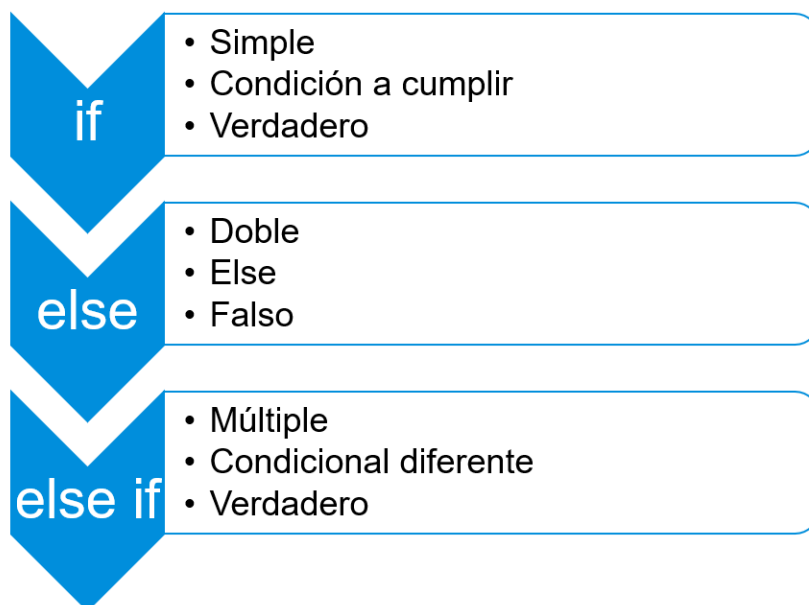 if
• Simple
• Condición a cumplir
• Verdadero
else
• Doble
• Else
• Falso
else if
• Múltiple
• Condicional diferente
• Verdadero